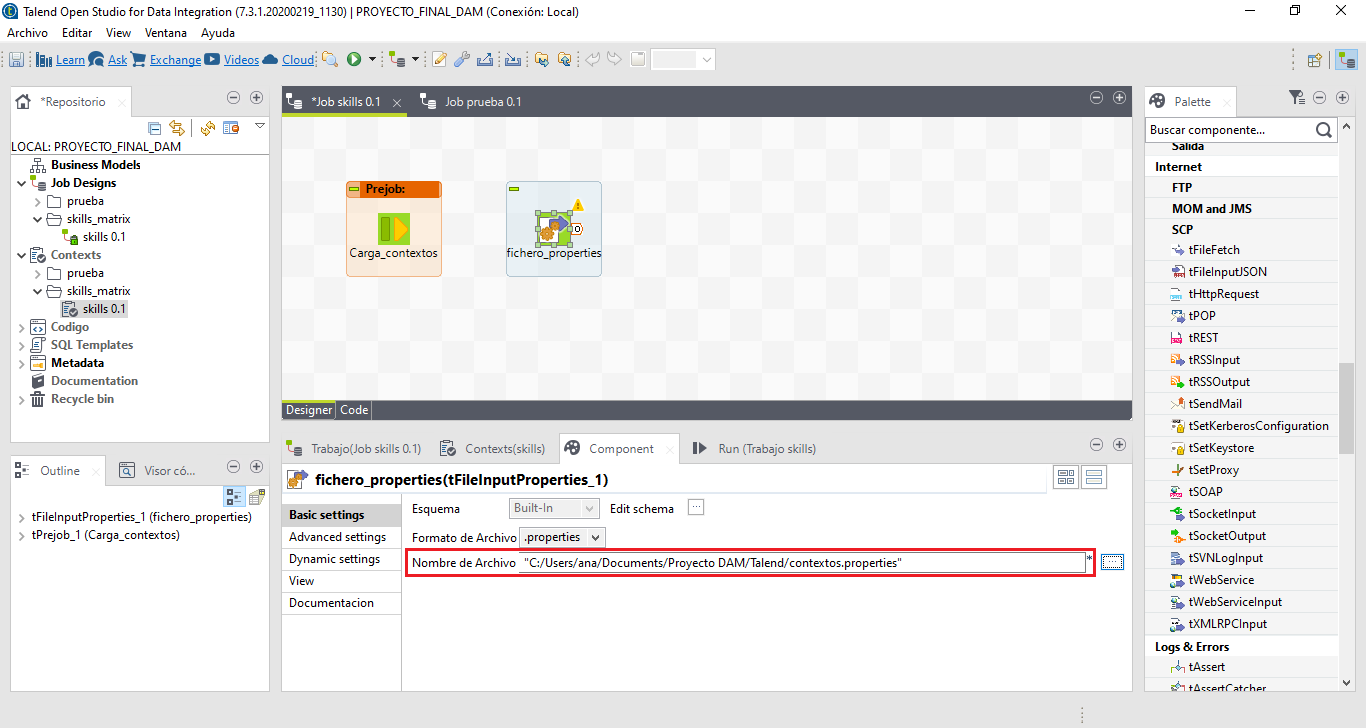 Talend Open Studio for Data Integration (7.3.1.20200219_1130) | PROYECTO_FINAL_DAM (Conexión: Local)
Archivo Editar View Ventana Ayuda
Learn Ask Exchange Videos Cloud
*Repositorio
LOCAL: PROYECTO_FINAL_DAM
Business Models
Job Designs
prueba
skills_matrix
skills 0.1
Contexts
prueba
skills_matrix
skills 0.1
Codigo
SQL Templates
Metadata
Documentation
Recycle bin
Outline Visor có...
tFileInputProperties_1 (fichero_properties)
tPrejob_1 (Carga_contextos)
*Job skills 0.1 Job prueba 0.1
Prejob:
Carga_contextos
fichero_properties
Designer Code
Trabajo(Job skills 0.1) Contexts(skills) Component Run (Trabajo skills)
fichero_properties(tFileInputProperties_1)
Basic settings
Advanced settings
Dynamic settings
View
Documentacion
Esquema Built-In Edit schema ...
Formato de Archivo .properties
Nombre de Archivo "C:/Users/ana/Documents/Proyecto DAM/Talend/contextos.properties" * ...
Palette
Buscar componente...
Salida
Internet
FTP
MOM and JMS
SCP
tFileFetch
tFileInputJSON
tHttpRequest
tPOP
tREST
tRSSInput
tRSSOutput
tSendMail
tSetKerberosConfiguration
tSetKeystore
tSetProxy
tSOAP
tSocketInput
tSocketOutput
tSVNLogInput
tWebService
tWebServiceInput
tXMLRPCInput
Logs & Errors
tAssert
tAssertCatcher